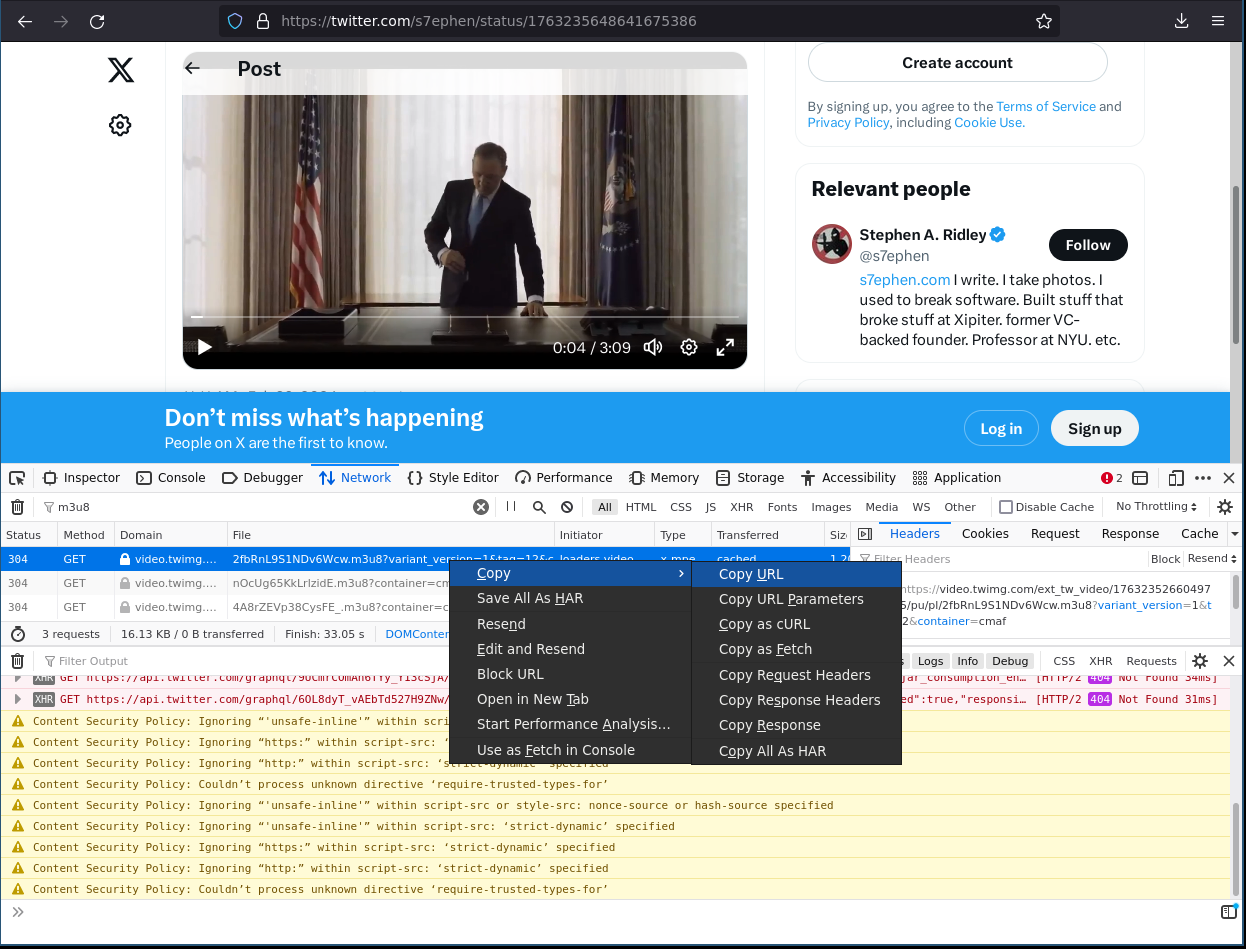 https://twitter.com/s7ephen/status/1763235648641675386
Post
0:04 / 3:09
Create account
By signing up, you agree to the Terms of Service and
Privacy Policy, including Cookie Use.
Relevant people
Stephen A. Ridley
@s7ephen
Follow
s7ephen.com I write. I take photos. I
used to break software. Built stuff that
broke stuff at Xipiter. former VC-
backed founder. Professor at NYU. etc.
Don’t miss what’s happening
People on X are the first to know.
Log in
Sign up
Inspector Console Debugger Network Style Editor Performance Memory Storage Accessibility Application 2
m3u8
All HTML CSS JS XHR Fonts Images Media WS Other Disable Cache No Throttling
Status Method Domain File Initiator Type Transferred Siz
304 GET video.twimg.… 2fbRnL9S1NDv6Wcw.m3u8?variant_version=1&tag=12&c loaders.video cached
304 GET video.twimg.… nOcUg65KkLrIzidE.m3u8?container=cm
304 GET video.twimg.… 4A8rZEVp38CysFE_.m3u8?container=c
3 requests 16.13 KB / 0 B transferred Finish: 33.05 s DOMConter
Headers Cookies Request Response Cache
Filter Headers Block Resend
https://video.twimg.com/ext_tw_video/17632352660497
/pu/pl/2fbRnL9S1NDv6Wcw.m3u8?variant_version=1&t
2&container=cmaf
Copy
Save All As HAR
Resend
Edit and Resend
Block URL
Open in New Tab
Start Performance Analysis…
Use as Fetch in Console
Copy URL
Copy URL Parameters
Copy as cURL
Copy as Fetch
Copy Request Headers
Copy Response Headers
Copy Response
Copy All As HAR
Filter Output
Logs Info Debug CSS XHR Requests
XHR GET https://api.twitter.com/graphql/ [HTTP/2 404 Not Found 34ms]
XHR GET https://api.twitter.com/graphql/6OL8dyT_vAEbTd527H9ZNw/ ed":true,"responsi… [HTTP/2 404 Not Found 31ms]
Content Security Policy: Ignoring “'unsafe-inline'” within scri
Content Security Policy: Ignoring “https:” within script-src: ‘
Content Security Policy: Ignoring “http:” within script-src: ‘strict-dynamic’ specified
Content Security Policy: Couldn’t process unknown directive ‘require-trusted-types-for’
Content Security Policy: Ignoring “'unsafe-inline'” within script-src or style-src: nonce-source or hash-source specified
Content Security Policy: Ignoring “'unsafe-inline'” within script-src: ‘strict-dynamic’ specified
Content Security Policy: Ignoring “https:” within script-src: ‘strict-dynamic’ specified
Content Security Policy: Ignoring “http:” within script-src: ‘strict-dynamic’ specified
Content Security Policy: Couldn’t process unknown directive ‘require-trusted-types-for’